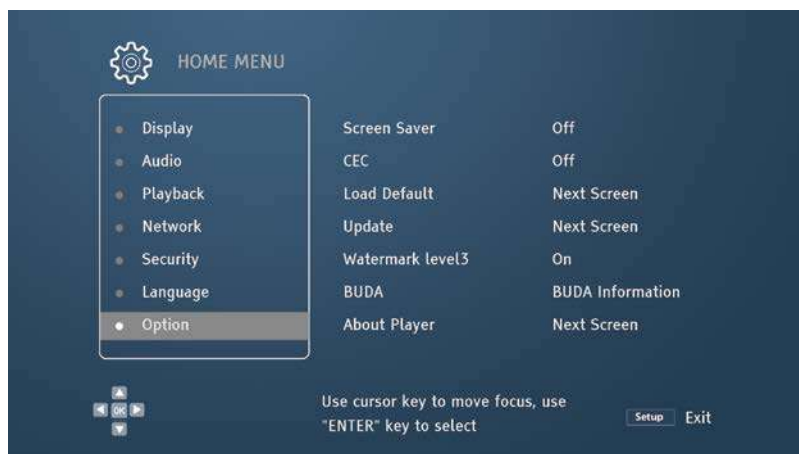 HOME MENU
Display Screen Saver Off
Audio CEC Off
Playback Load Default Next Screen
Network Update Next Screen
Security Watermark level3 On
Language BUDA BUDA Information
Option About Player Next Screen
OK
Use cursor key to move focus, use
"ENTER" key to select
Setup Exit